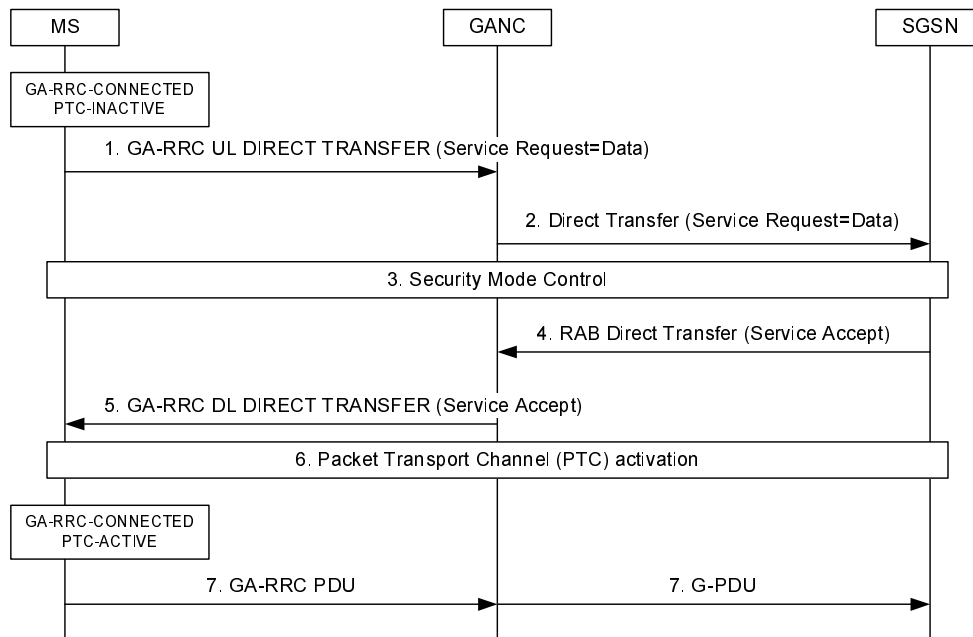 MS
GANC
SGSN
GA-RRC-CONNECTED
PTC-INACTIVE
1. GA-RRC UL DIRECT TRANSFER (Service Request=Data)
2. Direct Transfer (Service Request=Data)
3. Security Mode Control
4. RAB Direct Transfer (Service Accept)
5. GA-RRC DL DIRECT TRANSFER (Service Accept)
6. Packet Transport Channel (PTC) activation
GA-RRC-CONNECTED
PTC-ACTIVE
7. GA-RRC PDU
7. G-PDU